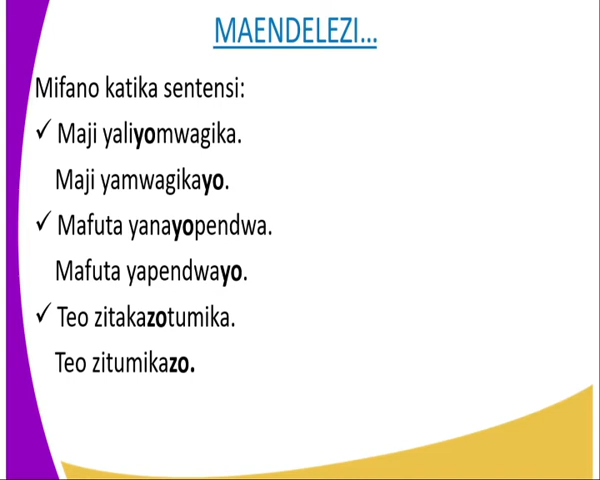 MAENDELEZI...
Mifano katika sentensi:
✓ Maji yaliyomwagika.
Maji yamwagikayo.
✓ Mafuta yanayopendwa.
Mafuta yapendwayo.
✓ Teo zitakazotumika.
Teo zitumikazo.